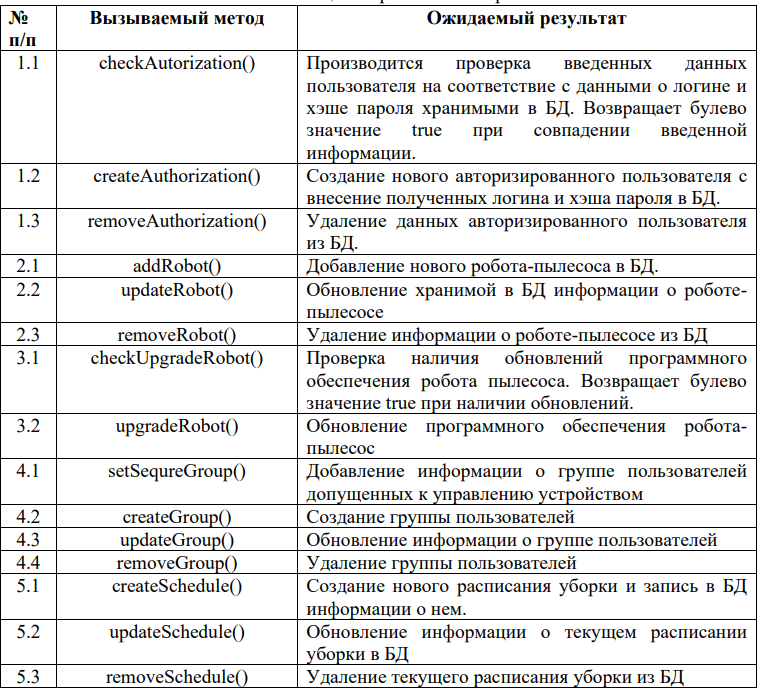 № Вызываемый метод Ожидаемый результат
п/п
1.1 checkAutorization() Производится проверка введенных данных
пользователя на соответствие с данными о логине и
хэше пароля хранимыми в БД. Возвращает булево
значение true при совпадении введенной
информации.
1.2 createAuthorization() Создание нового авторизированного пользователя с
внесение полученных логина и хэша пароля в БД.
1.3 removeAuthorization() Удаление данных авторизированного пользователя
из БД.
2.1 addRobot() Добавление нового робота-пылесоса в БД.
2.2 updateRobot() Обновление хранимой в БД информации о роботе-
пылесосе
2.3 removeRobot() Удаление информации о роботе-пылесосе из БД
3.1 checkUpgradeRobot() Проверка наличия обновлений программного
обеспечения робота пылесоса. Возвращает булево
значение true при наличии обновлений.
3.2 upgradeRobot() Обновление программного обеспечения робота-
пылесос
4.1 setSequreGroup() Добавление информации о группе пользователей
допущенных к управлению устройством
4.2 createGroup() Создание группы пользователей
4.3 updateGroup() Обновление информации о группе пользователей
4.4 removeGroup() Удаление группы пользователей
5.1 createSchedule() Создание нового расписания уборки и запись в БД
информации о нем.
5.2 updateSchedule() Обновление информации о текущем расписании
уборки в БД
5.3 removeSchedule() Удаление текущего расписания уборки из БД